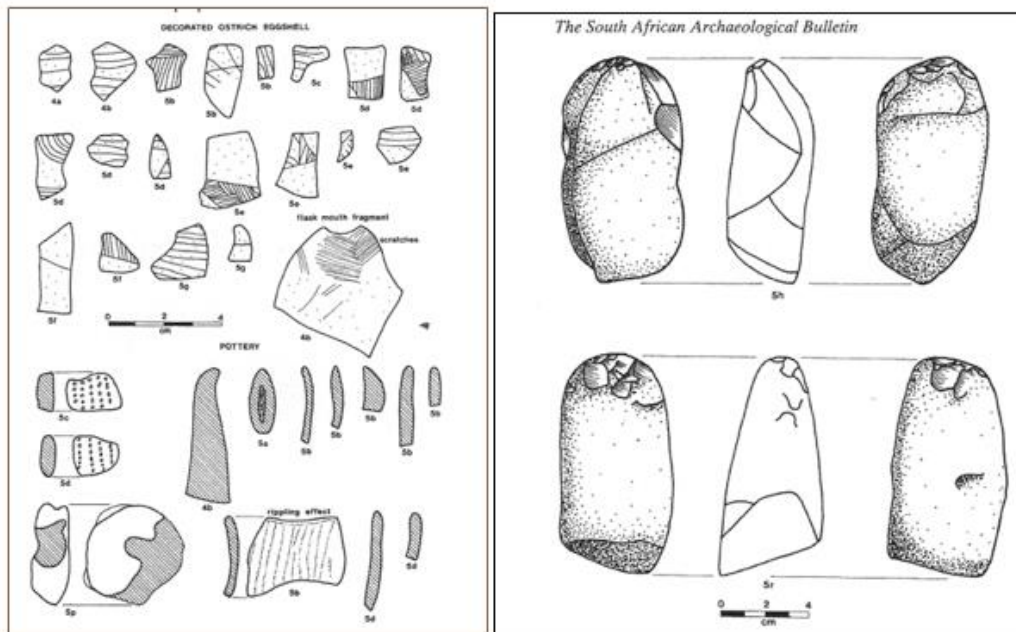 DECORATED OSTRICH EGGSHELL
4a 4b 5b 5b 5b 5c 5d 5d
5d 5d 5d 5e 5e 5e 5e
flask mouth fragment
scratches
5f 5f 5g 5g 4b
0 2 4
cm
POTTERY
5c 4b 5a 5b 5b 5b 5b 5b
5d
rippling effect
5p 5b 5d 5d
The South African Archaeological Bulletin
5h
5r
0 2 4
cm